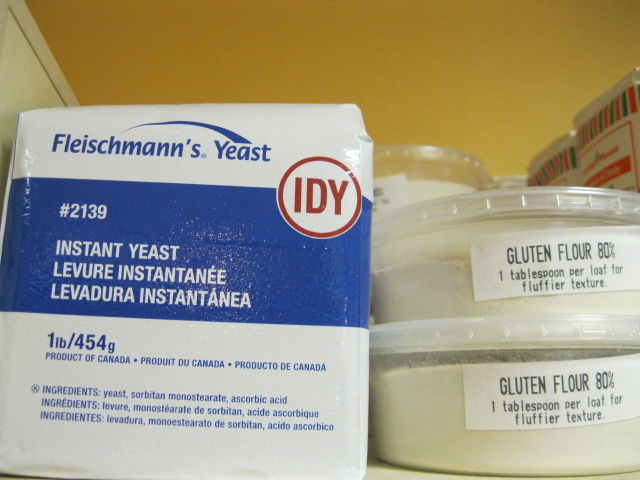 Fleischmann's® Yeast
IDY
#2139
INSTANT YEAST
LEVURE INSTANTANÉE
LEVADURA INSTANTÁNEA
1lb/454g
PRODUCT OF CANADA • PRODUIT DU CANADA • PRODUCTO DE CANADÁ
® INGREDIENTS: yeast, sorbitan monostearate, ascorbic acid
INGRÉDIENTS: levure, monostéarate de sorbitan, acide ascorbique
INGREDIENTES: levadura, monoestearato de sorbitan, acido ascorbico
GLUTEN FLOUR 80%
1 tablespoon per loaf for
fluffier texture.
GLUTEN FLOUR 80%
1 tablespoon per loaf for
fluffier texture.